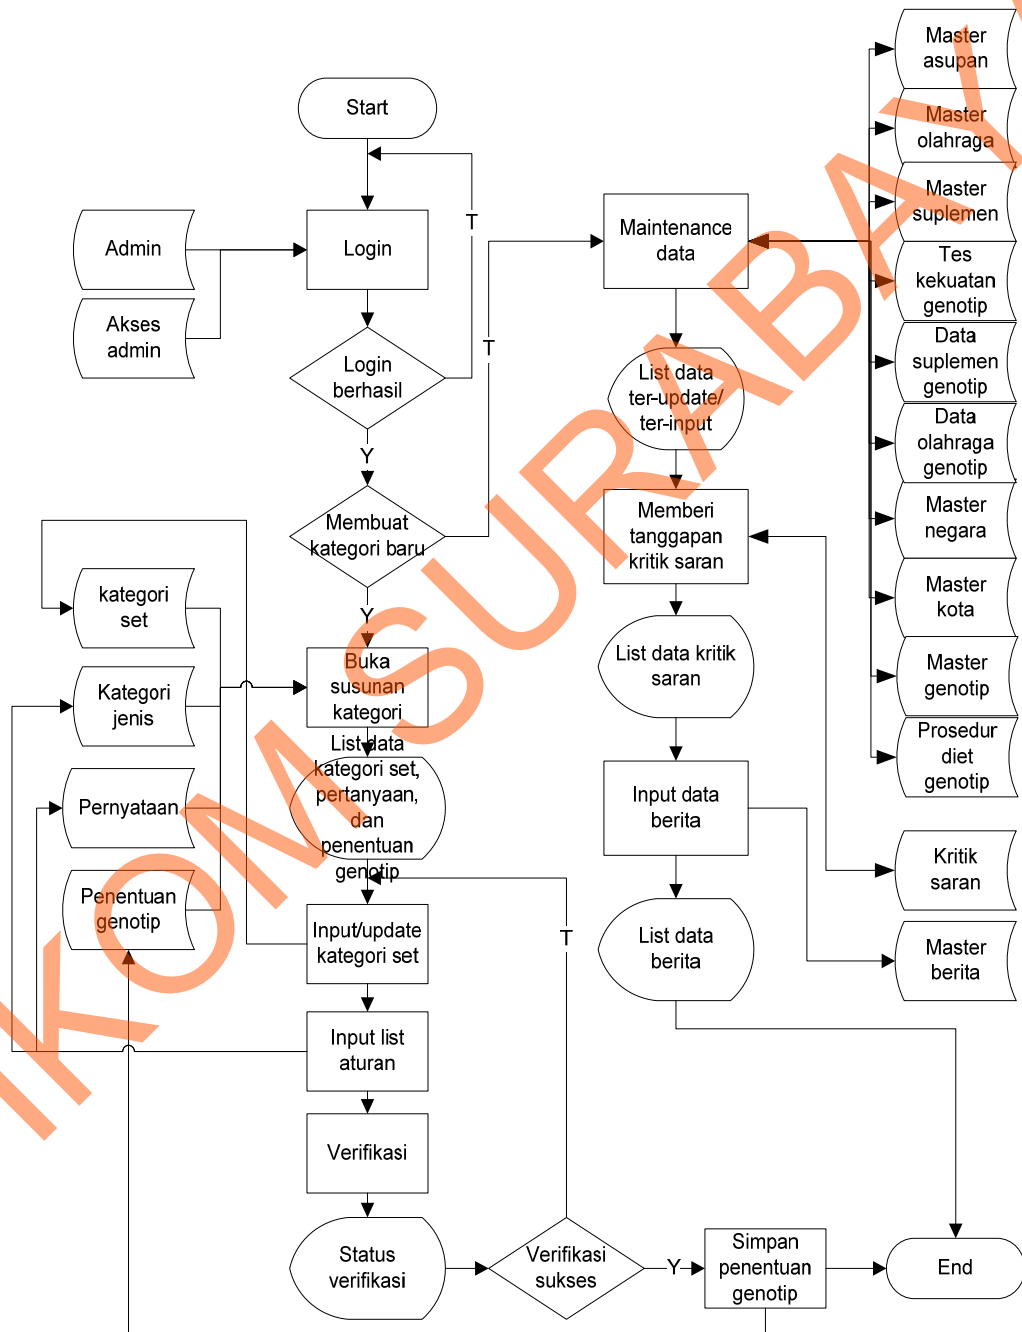 Start
Admin
Login
T
Akses
admin
Login
berhasil
Y
T
Membuat
kategori baru
Y
kategori
set
Kategori
jenis
Pernyataan
Penentuan
genotip
Buka
susunan
kategori
List data
kategori set,
pertanyaan,
dan
penentuan
genotip
Input/update
kategori set
T
Input list
aturan
Verifikasi
Status
verifikasi
Verifikasi
sukses
Y
Simpan
penentuan
genotip
End
Maintenance
data
List data
ter-update/
ter-input
Memberi
tanggapan
kritik saran
List data kritik
saran
Input data
berita
List data
berita
Master
asupan
Master
olahraga
Master
suplemen
Tes
kekuatan
genotip
Data
suplemen
genotip
Data
olahraga
genotip
Master
negara
Master
kota
Master
genotip
Prosedur
diet
genotip
Kritik
saran
Master
berita
IKOM SURABAY